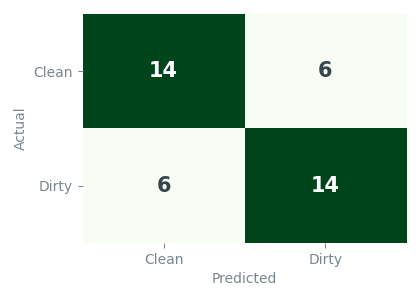 Actual
Clean 14 6
Dirty 6 14
Clean Dirty
Predicted